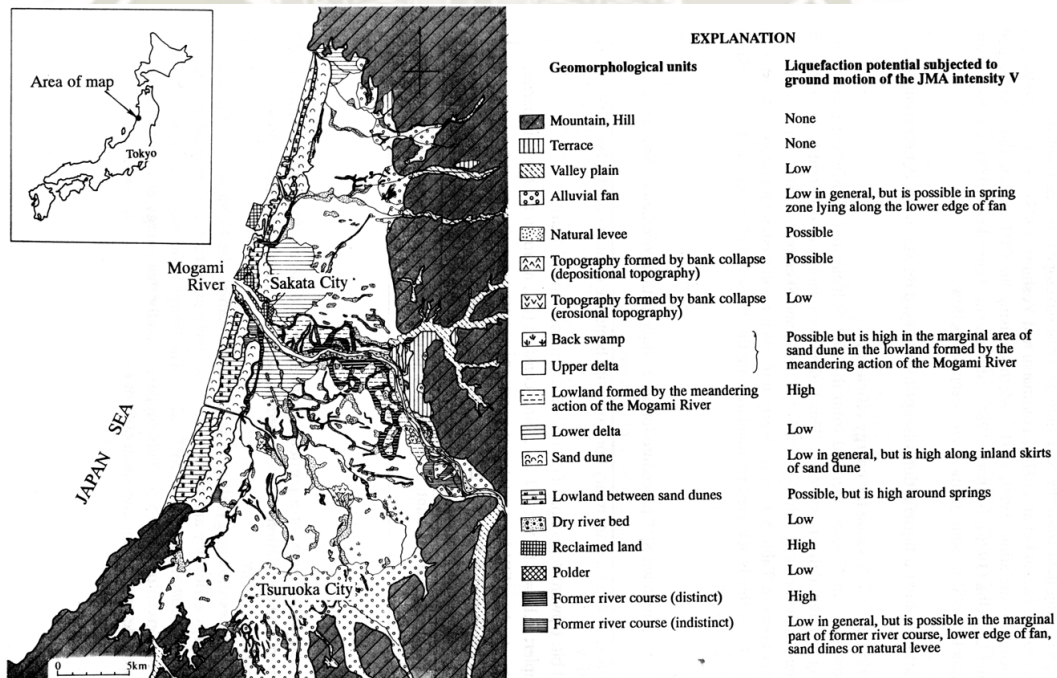 Area of map
Tokyo
Mogami
River
Sakata City
JAPAN SEA
Tsuruoka City
0 5km
EXPLANATION
Geomorphological units
Liquefaction potential subjected to
ground motion of the JMA intensity V
Mountain, Hill
None
Terrace
None
Valley plain
Low
Alluvial fan
Low in general, but is possible in spring
zone lying along the lower edge of fan
Natural levee
Possible
Topography formed by bank collapse
(depositional topography)
Possible
Topography formed by bank collapse
(erosional topography)
Low
Back swamp
Upper delta
Possible but is high in the marginal area of
sand dune in the lowland formed by the
meandering action of the Mogami River
Lowland formed by the meandering
action of the Mogami River
High
Lower delta
Low
Sand dune
Low in general, but is high along inland skirts
of sand dune
Lowland between sand dunes
Possible, but is high around springs
Dry river bed
Low
Reclaimed land
High
Polder
Low
Former river course (distinct)
High
Former river course (indistinct)
Low in general, but is possible in the marginal
part of former river course, lower edge of fan,
sand dines or natural levee